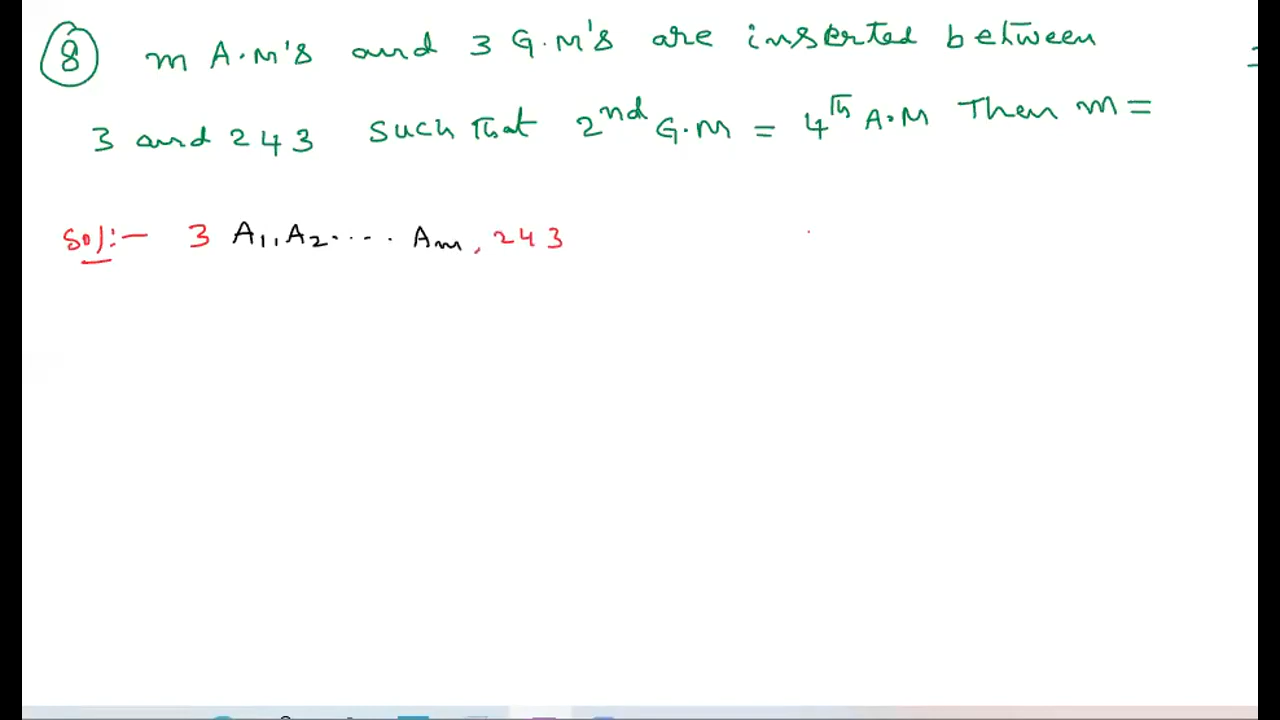 8 m A.M's and 3 G.M's are inserted between
3 and 243 such that 2nd G.M = 4th A.M Then m =
Sol:- 3 A1, A2 .... Am, 243